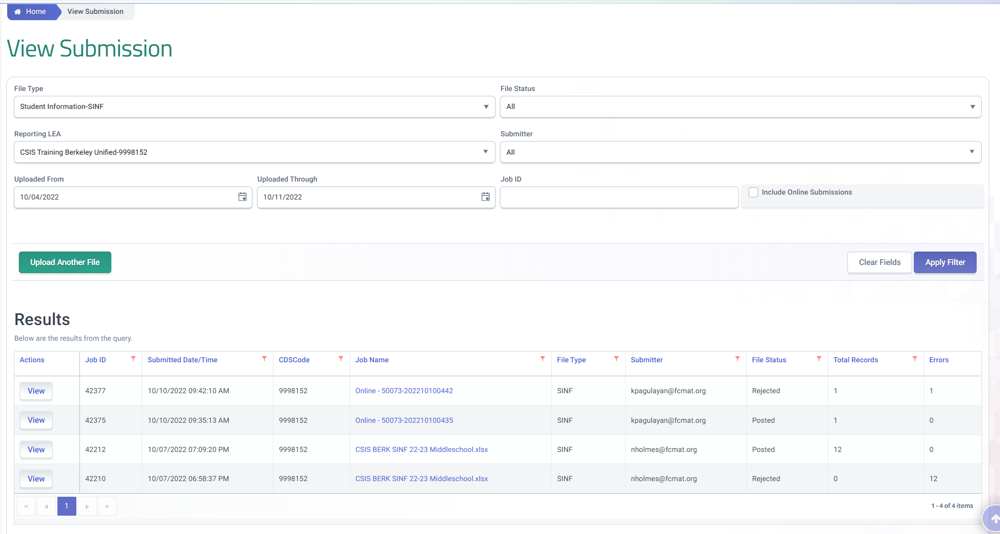 Home View Submission
View Submission
File Type File Status
Student Information-SINF All
Reporting LEA Submitter
CSIS Training Berkeley Unified-9998152 All
Uploaded From Uploaded Through Job ID
10/04/2022 10/11/2022 Include Online Submissions
Upload Another File Clear Fields Apply Filter
Results
Below are the results from the query.
Actions Job ID Submitted Date/Time CDSCode Job Name File Type Submitter File Status Total Records Errors
View 42377 10/10/2022 09:42:10 AM 9998152 Online - 50073-202210100442 SINF kpagulayan@fcmat.org Rejected 1 1
View 42375 10/10/2022 09:35:13 AM 9998152 Online - 50073-202210100435 SINF kpagulayan@fcmat.org Posted 1 0
View 42212 10/07/2022 07:09:20 PM 9998152 CSIS BERK SINF 22-23 Middleschool.xlsx SINF nholmes@fcmat.org Posted 12 0
View 42210 10/07/2022 06:58:37 PM 9998152 CSIS BERK SINF 22-23 Middleschool.xlsx SINF nholmes@fcmat.org Rejected 0 12
1 1 - 4 of 4 items